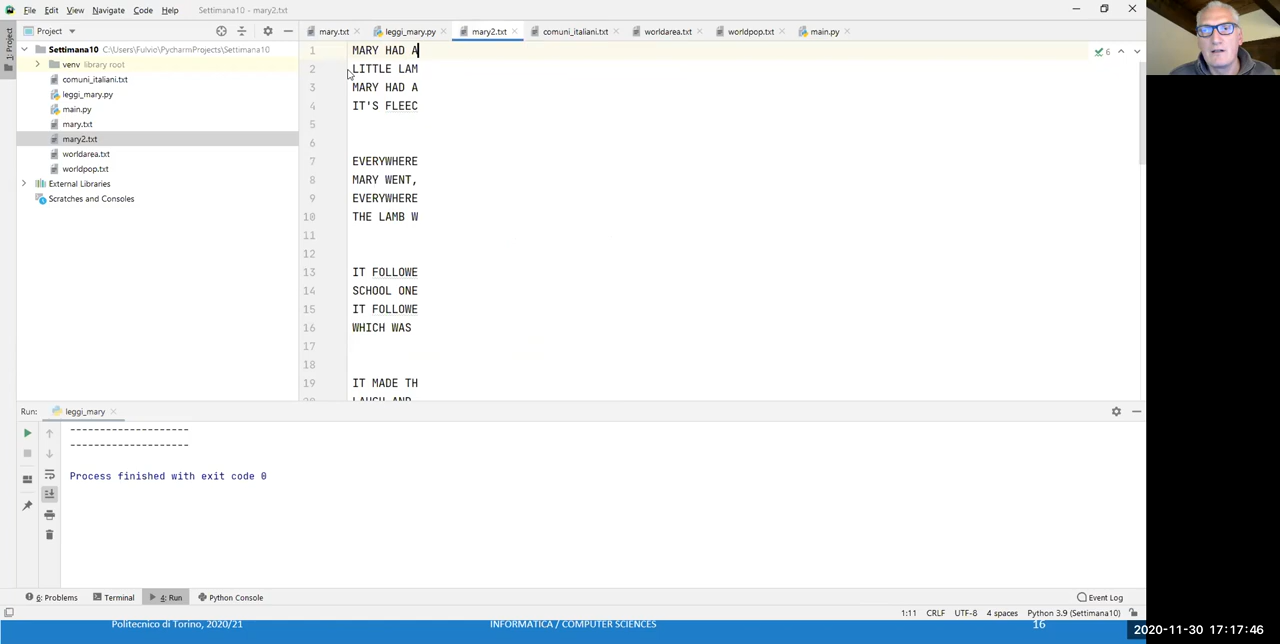 File Edit View Navigate Code Help Settimana10 - mary2.txt
1: Project
Project
Settimana10 C:\Users\Fulvio\PycharmProjects\Settimana10
venv library root
comuni_italiani.txt
leggi_mary.py
main.py
mary.txt
mary2.txt
worldarea.txt
worldpop.txt
External Libraries
Scratches and Consoles
mary.txt leggi_mary.py mary2.txt comuni_italiani.txt worldarea.txt worldpop.txt main.py
6
1 MARY HAD A
2 LITTLE LAM
3 MARY HAD A
4 IT'S FLEEC
5
6
7 EVERYWHERE
8 MARY WENT,
9 EVERYWHERE
10 THE LAMB W
11
12
13 IT FOLLOWE
14 SCHOOL ONE
15 IT FOLLOWE
16 WHICH WAS
17
18
19 IT MADE TH
20 LAUGH AND
Run: leggi_mary
--------------------
--------------------
Process finished with exit code 0
6: Problems Terminal 4: Run Python Console Event Log
1:11 CRLF UTF-8 4 spaces Python 3.9 (Settimana10)
Politecnico di Torino, 2020/21 INFORMATICA / COMPUTER SCIENCES 16
2020-11-30 17:17:46